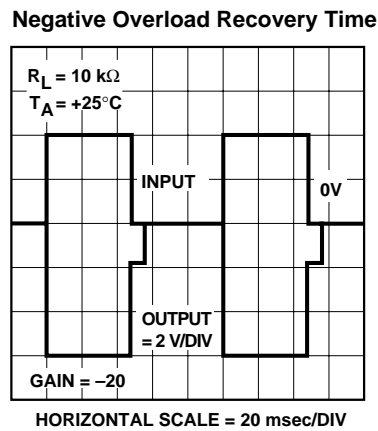 Negative Overload Recovery Time
RL = 10 kΩ
TA = +25°C
INPUT
0V
OUTPUT
= 2 V/DIV
GAIN = –20
HORIZONTAL SCALE = 20 msec/DIV